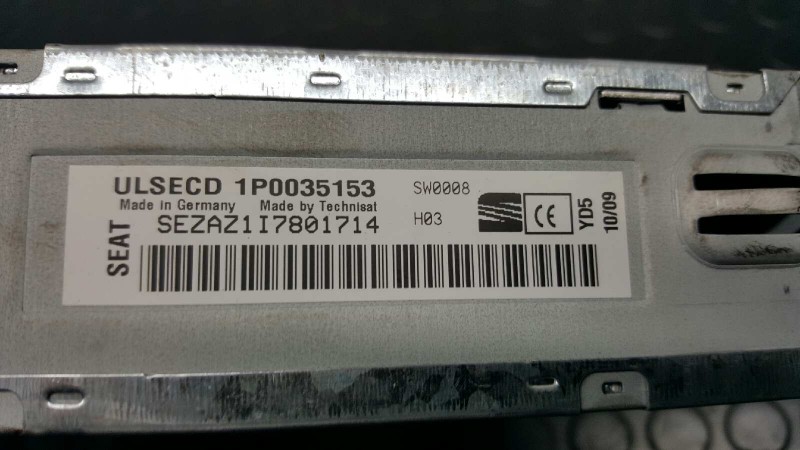 SEAT
ULSECD 1P0035153 SW0008
Made in Germany Made by Technisat
SEZAZ1I7801714 H03
CE
YD5
10/09